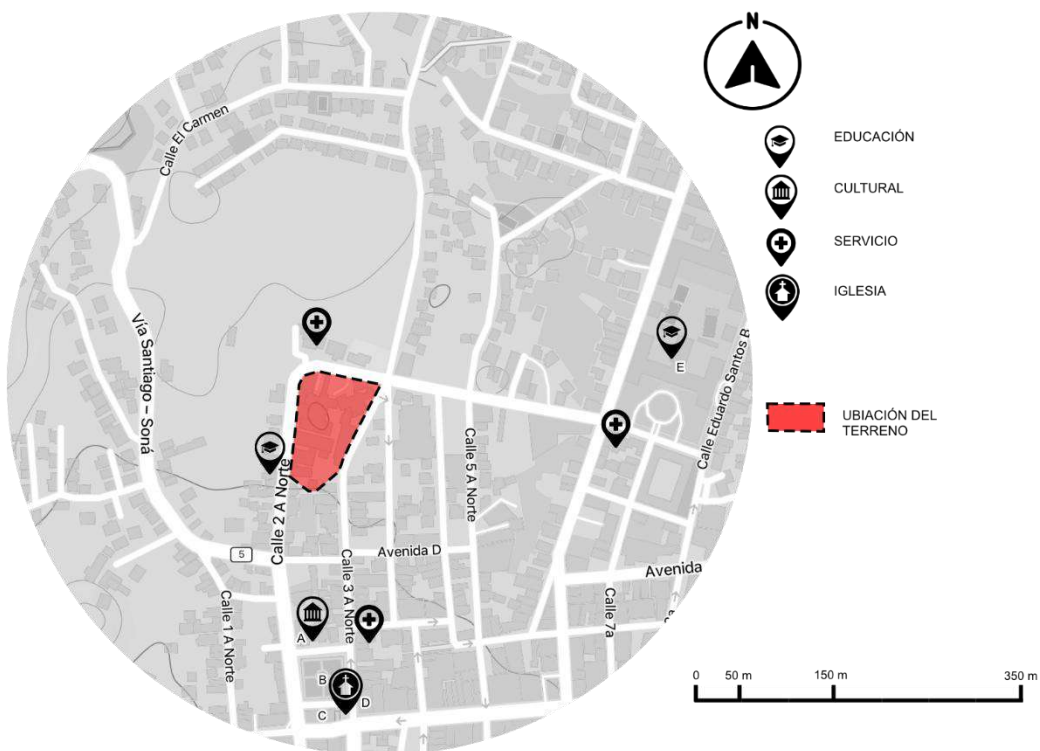 N
EDUCACIÓN
CULTURAL
SERVICIO
IGLESIA
UBIACIÓN DEL
TERRENO
Calle El Carmen
Vía Santiago – Soná
Calle Eduardo Santos B
E
Calle 2 A Norte
Calle 5 A Norte
5
Avenida D
Calle 3 A Norte
Avenida
Calle 1 A Norte
Calle 7a
A
B
C
D
0
50 m
150 m
350 m